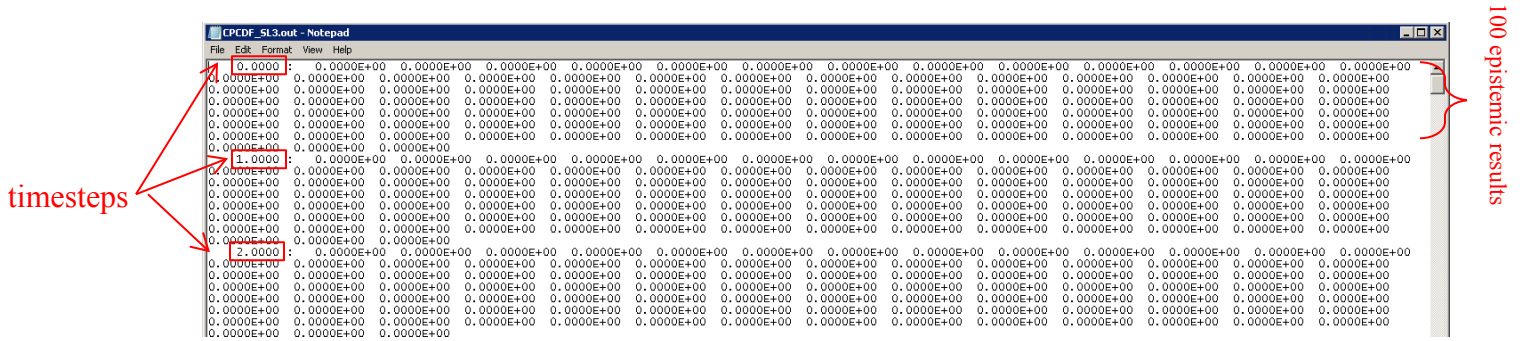 CPCDF_SL3.out - Notepad
File Edit Format View Help
0.0000 : 0.0000E+00 0.0000E+00 0.0000E+00 0.0000E+00 0.0000E+00 0.0000E+00 0.0000E+00 0.0000E+00 0.0000E+00 0.0000E+00 0.0000E+00 0.0000E+00 0.0000E+00
0.0000E+00 0.0000E+00 0.0000E+00 0.0000E+00 0.0000E+00 0.0000E+00 0.0000E+00 0.0000E+00 0.0000E+00 0.0000E+00 0.0000E+00 0.0000E+00 0.0000E+00 0.0000E+00
0.0000E+00 0.0000E+00 0.0000E+00 0.0000E+00 0.0000E+00 0.0000E+00 0.0000E+00 0.0000E+00 0.0000E+00 0.0000E+00 0.0000E+00 0.0000E+00 0.0000E+00 0.0000E+00
0.0000E+00 0.0000E+00 0.0000E+00 0.0000E+00 0.0000E+00 0.0000E+00 0.0000E+00 0.0000E+00 0.0000E+00 0.0000E+00 0.0000E+00 0.0000E+00 0.0000E+00 0.0000E+00
0.0000E+00 0.0000E+00 0.0000E+00 0.0000E+00 0.0000E+00 0.0000E+00 0.0000E+00 0.0000E+00 0.0000E+00 0.0000E+00 0.0000E+00 0.0000E+00 0.0000E+00 0.0000E+00
0.0000E+00 0.0000E+00 0.0000E+00 0.0000E+00 0.0000E+00 0.0000E+00 0.0000E+00 0.0000E+00 0.0000E+00 0.0000E+00 0.0000E+00 0.0000E+00 0.0000E+00 0.0000E+00
0.0000E+00 0.0000E+00 0.0000E+00 0.0000E+00 0.0000E+00 0.0000E+00 0.0000E+00 0.0000E+00 0.0000E+00 0.0000E+00 0.0000E+00 0.0000E+00 0.0000E+00 0.0000E+00
0.0000E+00 0.0000E+00 0.0000E+00
1.0000 : 0.0000E+00 0.0000E+00 0.0000E+00 0.0000E+00 0.0000E+00 0.0000E+00 0.0000E+00 0.0000E+00 0.0000E+00 0.0000E+00 0.0000E+00 0.0000E+00 0.0000E+00
0.0000E+00 0.0000E+00 0.0000E+00 0.0000E+00 0.0000E+00 0.0000E+00 0.0000E+00 0.0000E+00 0.0000E+00 0.0000E+00 0.0000E+00 0.0000E+00 0.0000E+00 0.0000E+00
0.0000E+00 0.0000E+00 0.0000E+00 0.0000E+00 0.0000E+00 0.0000E+00 0.0000E+00 0.0000E+00 0.0000E+00 0.0000E+00 0.0000E+00 0.0000E+00 0.0000E+00 0.0000E+00
0.0000E+00 0.0000E+00 0.0000E+00 0.0000E+00 0.0000E+00 0.0000E+00 0.0000E+00 0.0000E+00 0.0000E+00 0.0000E+00 0.0000E+00 0.0000E+00 0.0000E+00 0.0000E+00
0.0000E+00 0.0000E+00 0.0000E+00 0.0000E+00 0.0000E+00 0.0000E+00 0.0000E+00 0.0000E+00 0.0000E+00 0.0000E+00 0.0000E+00 0.0000E+00 0.0000E+00 0.0000E+00
0.0000E+00 0.0000E+00 0.0000E+00 0.0000E+00 0.0000E+00 0.0000E+00 0.0000E+00 0.0000E+00 0.0000E+00 0.0000E+00 0.0000E+00 0.0000E+00 0.0000E+00 0.0000E+00
0.0000E+00 0.0000E+00 0.0000E+00 0.0000E+00 0.0000E+00 0.0000E+00 0.0000E+00 0.0000E+00 0.0000E+00 0.0000E+00 0.0000E+00 0.0000E+00 0.0000E+00 0.0000E+00
0.0000E+00 0.0000E+00 0.0000E+00
2.0000 : 0.0000E+00 0.0000E+00 0.0000E+00 0.0000E+00 0.0000E+00 0.0000E+00 0.0000E+00 0.0000E+00 0.0000E+00 0.0000E+00 0.0000E+00 0.0000E+00 0.0000E+00
0.0000E+00 0.0000E+00 0.0000E+00 0.0000E+00 0.0000E+00 0.0000E+00 0.0000E+00 0.0000E+00 0.0000E+00 0.0000E+00 0.0000E+00 0.0000E+00 0.0000E+00 0.0000E+00
0.0000E+00 0.0000E+00 0.0000E+00 0.0000E+00 0.0000E+00 0.0000E+00 0.0000E+00 0.0000E+00 0.0000E+00 0.0000E+00 0.0000E+00 0.0000E+00 0.0000E+00 0.0000E+00
0.0000E+00 0.0000E+00 0.0000E+00 0.0000E+00 0.0000E+00 0.0000E+00 0.0000E+00 0.0000E+00 0.0000E+00 0.0000E+00 0.0000E+00 0.0000E+00 0.0000E+00 0.0000E+00
0.0000E+00 0.0000E+00 0.0000E+00 0.0000E+00 0.0000E+00 0.0000E+00 0.0000E+00 0.0000E+00 0.0000E+00 0.0000E+00 0.0000E+00 0.0000E+00 0.0000E+00 0.0000E+00
0.0000E+00 0.0000E+00 0.0000E+00 0.0000E+00 0.0000E+00 0.0000E+00 0.0000E+00 0.0000E+00 0.0000E+00 0.0000E+00 0.0000E+00 0.0000E+00 0.0000E+00 0.0000E+00
0.0000E+00 0.0000E+00 0.0000E+00 0.0000E+00 0.0000E+00 0.0000E+00 0.0000E+00 0.0000E+00 0.0000E+00 0.0000E+00 0.0000E+00 0.0000E+00 0.0000E+00 0.0000E+00
0.0000E+00 0.0000E+00 0.0000E+00
timesteps
100 epistemic results